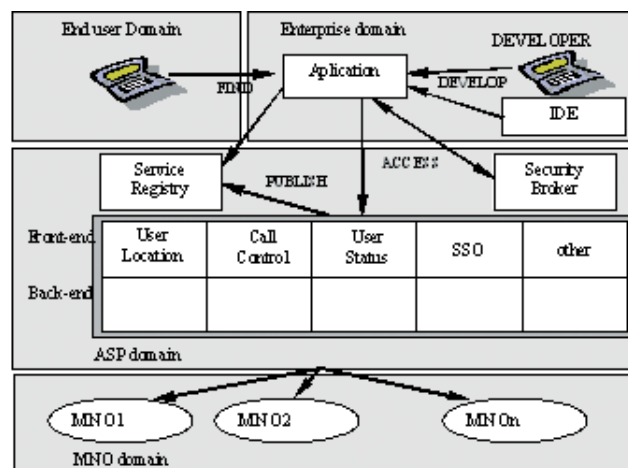 End user Domain
Enterprise domain
DEVELOPER
Aplication
FIND
DEVELOP
IDE
Service
Registry
PUBLISH
ACCESS
Security
Broker
Front-end
User
Location
Call
Control
User
Status
SSO
other
Back-end
ASP domain
MNO1
MNO2
MNOn
MNO domain